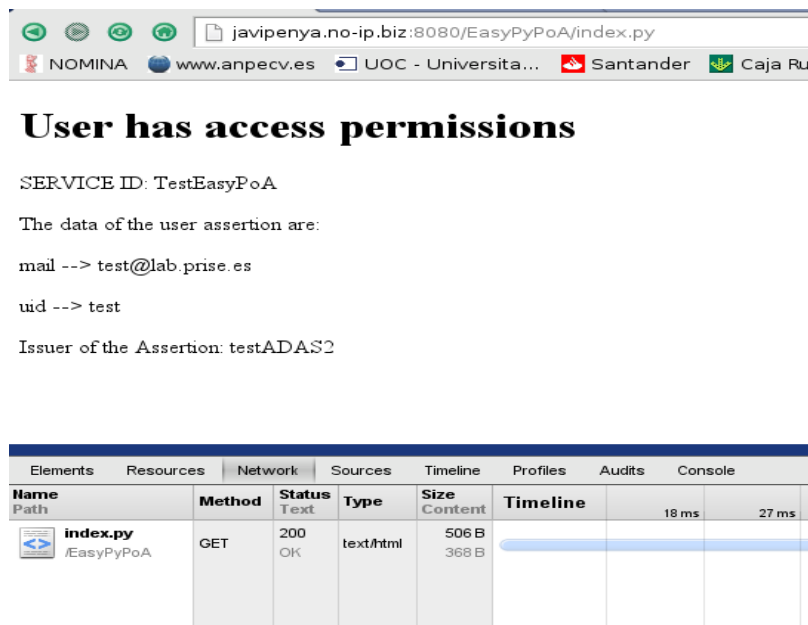 javipenya.no-ip.biz:8080/EasyPyPoA/index.py
NOMINA www.anpecv.es UOC - Universita... Santander Caja Ru
User has access permissions
SERVICE ID: TestEasyPoA
The data of the user assertion are:
mail --> test@lab.prise.es
uid --> test
Issuer of the Assertion: testADAS2
Elements Resources Network Sources Timeline Profiles Audits Console
Name Method Status Type Size Timeline
Path Text Content 18 ms 27 ms
index.py GET 200 text/html 506 B
/EasyPyPoA OK 368 B